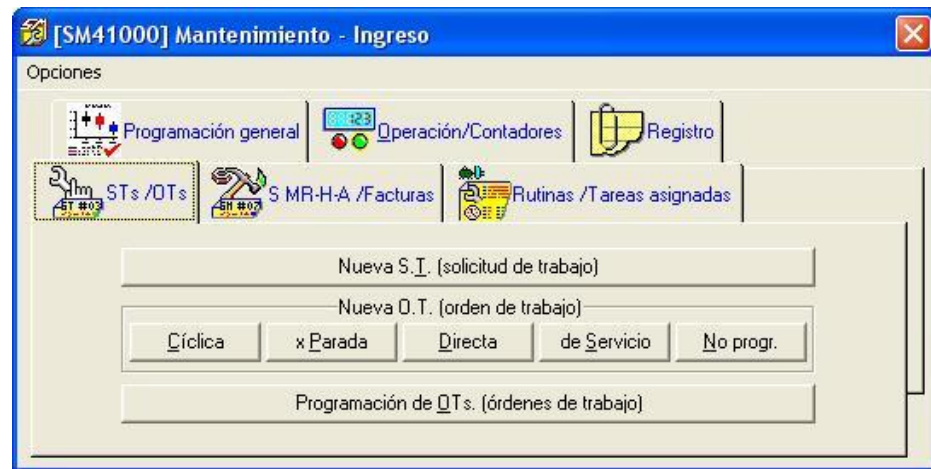 [SM41000] Mantenimiento - Ingreso
Opciones
Programación general
Operación/Contadores
Registro
STs /OTs
S MR-H-A /Facturas
Rutinas /Tareas asignadas
Nueva S.T. (solicitud de trabajo)
Nueva O.T. (orden de trabajo)
Cíclica
x Parada
Directa
de Servicio
No progr.
Programación de OTs. (órdenes de trabajo)